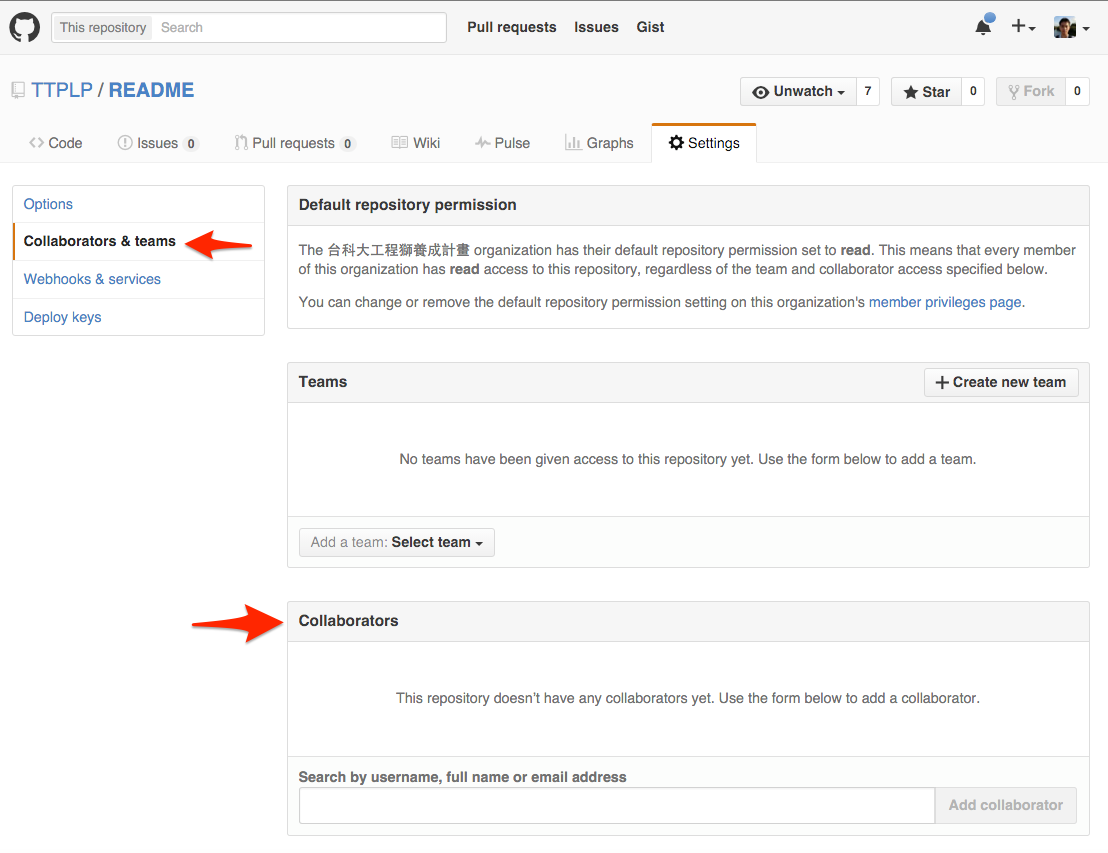 This repository Search Pull requests Issues Gist
TTPLP / README Unwatch 7 Star 0 Fork 0
Code Issues 0 Pull requests 0 Wiki Pulse Graphs Settings
Options
Collaborators & teams
Webhooks & services
Deploy keys
Default repository permission
The 台科大工程獅養成計畫 organization has their default repository permission set to read. This means that every member
of this organization has read access to this repository, regardless of the team and collaborator access specified below.
You can change or remove the default repository permission setting on this organization's member privileges page.
Teams Create new team
No teams have been given access to this repository yet. Use the form below to add a team.
Add a team: Select team
Collaborators
This repository doesn't have any collaborators yet. Use the form below to add a collaborator.
Search by username, full name or email address
Add collaborator